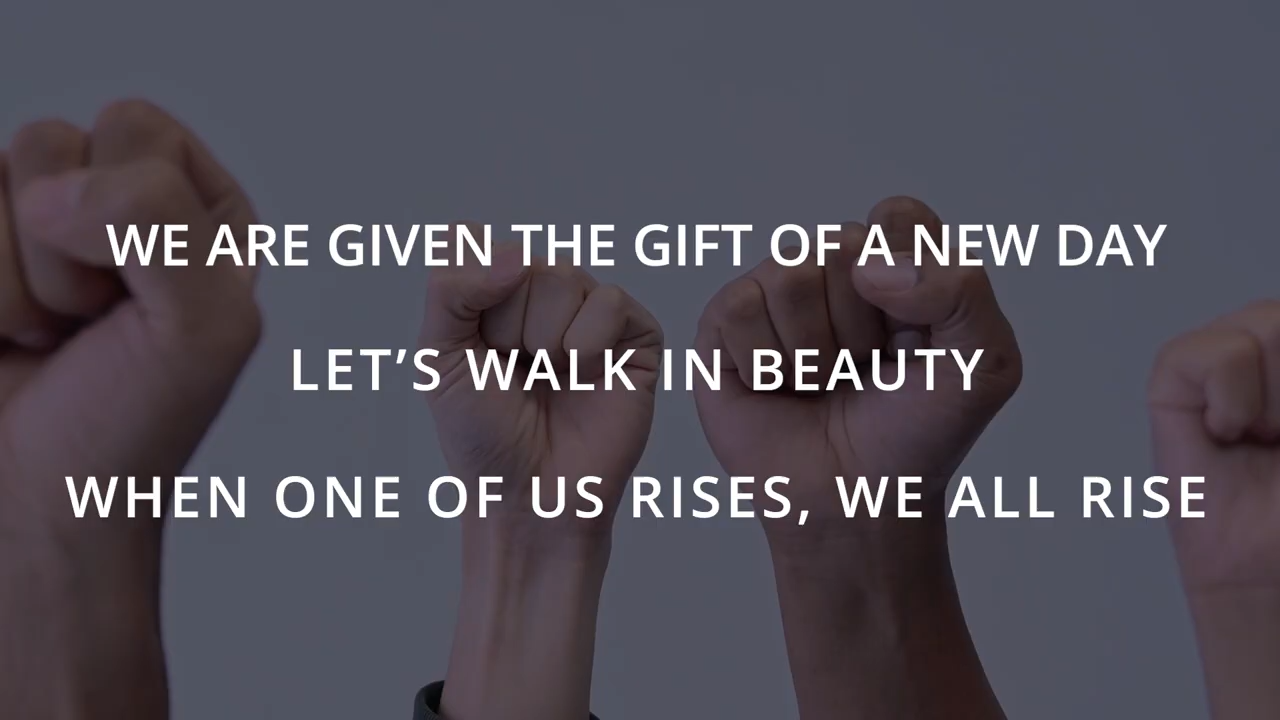 WE ARE GIVEN THE GIFT OF A NEW DAY
LET’S WALK IN BEAUTY
WHEN ONE OF US RISES, WE ALL RISE